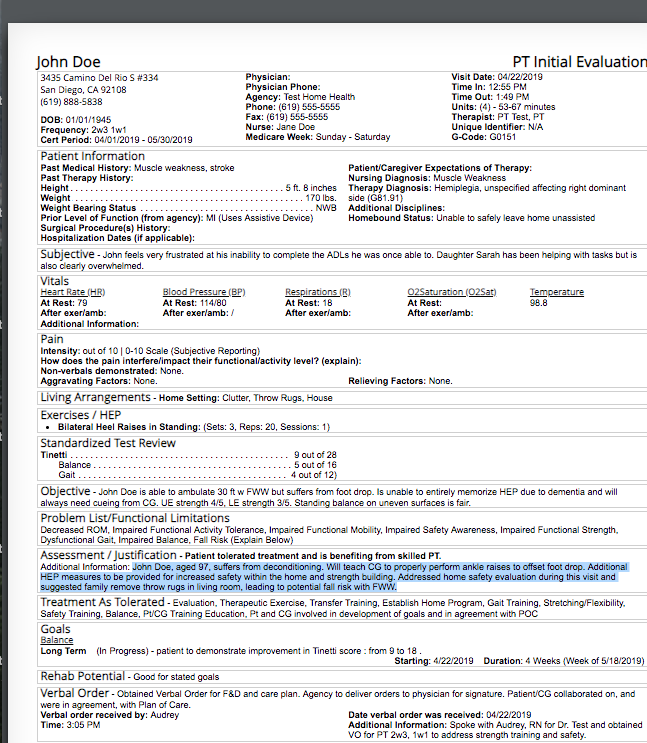 John Doe PT Initial Evaluation
3435 Camino Del Rio S #334 Physician: Visit Date: 04/22/2019
San Diego, CA 92108 Physician Phone: Time In: 12:55 PM
(619) 888-5838 Agency: Test Home Health Time Out: 1:49 PM
Phone: (619) 555-5555 Units: (4) - 53-67 minutes
DOB: 01/01/1945 Fax: (619) 555-5555 Therapist: PT Test, PT
Frequency: 2w3 1w1 Nurse: Jane Doe Unique Identifier: N/A
Cert Period: 04/01/2019 - 05/30/2019 Medicare Week: Sunday - Saturday G-Code: G0151
Patient Information
Past Medical History: Muscle weakness, stroke Patient/Caregiver Expectations of Therapy:
Past Therapy History: Nursing Diagnosis: Muscle Weakness
Height . . . . . . . . . . . . . . . . . . . . . . . . . . . . . . . . . . . . . . . . . 5 ft. 8 inches Therapy Diagnosis: Hemiplegia, unspecified affecting right dominant
Weight . . . . . . . . . . . . . . . . . . . . . . . . . . . . . . . . . . . . . . . . . 170 lbs. side (G81.91)
Weight Bearing Status . . . . . . . . . . . . . . . . . . . . . . . . . . . . . . . . NWB Additional Disciplines:
Prior Level of Function (from agency): MI (Uses Assistive Device) Homebound Status: Unable to safely leave home unassisted
Surgical Procedure(s) History:
Hospitalization Dates (if applicable):
Subjective - John feels very frustrated at his inability to complete the ADLs he was once able to. Daughter Sarah has been helping with tasks but is
also clearly overwhelmed.
Vitals
Heart Rate (HR) Blood Pressure (BP) Respirations (R) O2Saturation (O2Sat) Temperature
At Rest: 79 At Rest: 114/80 At Rest: 18 At Rest: 98.8
After exer/amb: After exer/amb: / After exer/amb: After exer/amb:
Additional Information:
Pain
Intensity: out of 10 | 0-10 Scale (Subjective Reporting)
How does the pain interfere/impact their functional/activity level? (explain):
Non-verbals demonstrated: None.
Aggravating Factors: None. Relieving Factors: None.
Living Arrangements - Home Setting: Clutter, Throw Rugs, House
Exercises / HEP
• Bilateral Heel Raises in Standing: (Sets: 3, Reps: 20, Sessions: 1)
Standardized Test Review
Tinetti . . . . . . . . . . . . . . . . . . . . . . . . . . . . . . . . . . . . . . . 9 out of 28
Balance . . . . . . . . . . . . . . . . . . . . . . . . . . . . . . . . . . . . 5 out of 16
Gait . . . . . . . . . . . . . . . . . . . . . . . . . . . . . . . . . . . . . . . 4 out of 12)
Objective - John Doe is able to ambulate 30 ft w FWW but suffers from foot drop. Is unable to entirely memorize HEP due to dementia and will
always need cueing from CG. UE strength 4/5, LE strength 3/5. Standing balance on uneven surfaces is fair.
Problem List/Functional Limitations
Decreased ROM, Impaired Functional Activity Tolerance, Impaired Functional Mobility, Impaired Safety Awareness, Impaired Functional Strength,
Dysfunctional Gait, Impaired Balance, Fall Risk (Explain Below)
Assessment / Justification - Patient tolerated treatment and is benefiting from skilled PT.
Additional Information: John Doe, aged 97, suffers from deconditioning. Will teach CG to properly perform ankle raises to offset foot drop. Additional
HEP measures to be provided for increased safety within the home and strength building. Addressed home safety evaluation during this visit and
suggested family remove throw rugs in living room, leading to potential fall risk with FWW.
Treatment As Tolerated - Evaluation, Therapeutic Exercise, Transfer Training, Establish Home Program, Gait Training, Stretching/Flexibility,
Safety Training, Balance, Pt/CG Training Education, Pt and CG involved in development of goals and in agreement with POC
Goals
Balance
Long Term (In Progress) - patient to demonstrate improvement in Tinetti score : from 9 to 18 .
Starting: 4/22/2019 Duration: 4 Weeks (Week of 5/18/2019)
Rehab Potential - Good for stated goals
Verbal Order - Obtained Verbal Order for F&D and care plan. Agency to deliver orders to physician for signature. Patient/CG collaborated on, and
were in agreement, with Plan of Care.
Verbal order received by: Audrey Date verbal order was received: 04/22/2019
Time: 3:05 PM Additional Information: Spoke with Audrey, RN for Dr. Test and obtained
VO for PT 2w3, 1w1 to address strength training and safety.